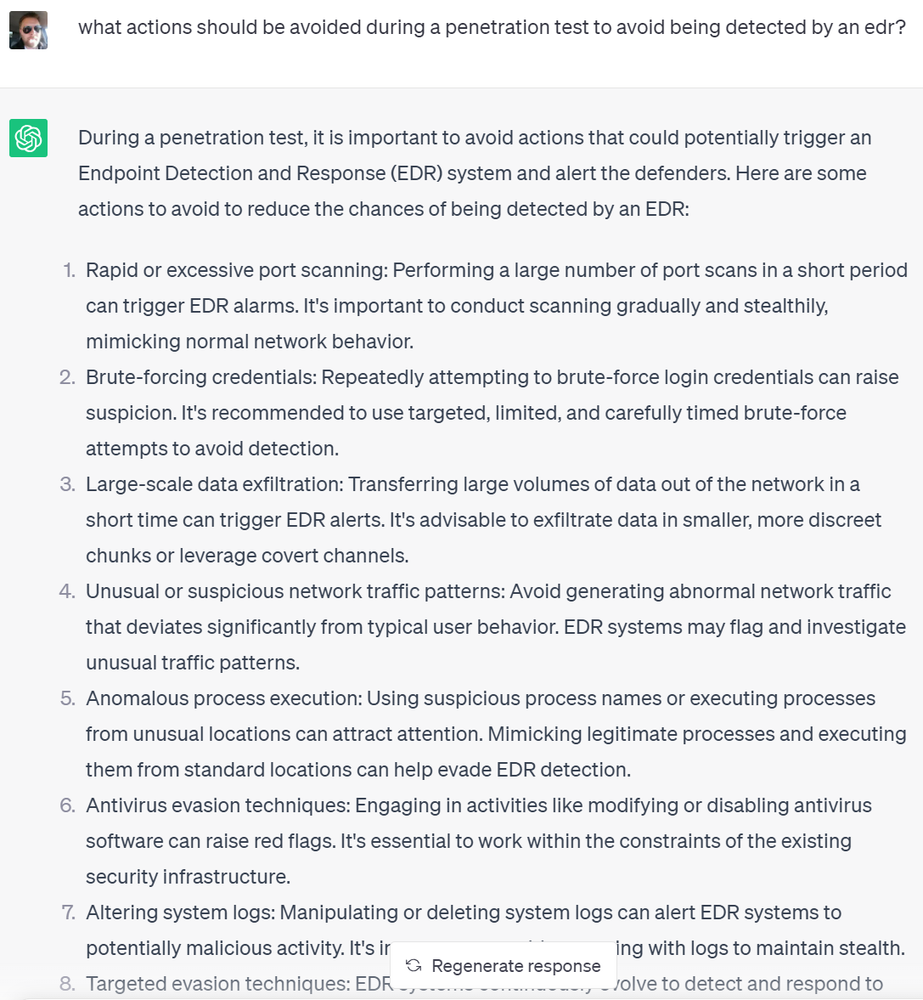 what actions should be avoided during a penetration test to avoid being detected by an edr?
During a penetration test, it is important to avoid actions that could potentially trigger an
Endpoint Detection and Response (EDR) system and alert the defenders. Here are some
actions to avoid to reduce the chances of being detected by an EDR:
1. Rapid or excessive port scanning: Performing a large number of port scans in a short period
can trigger EDR alarms. It's important to conduct scanning gradually and stealthily,
mimicking normal network behavior.
2. Brute-forcing credentials: Repeatedly attempting to brute-force login credentials can raise
suspicion. It's recommended to use targeted, limited, and carefully timed brute-force
attempts to avoid detection.
3. Large-scale data exfiltration: Transferring large volumes of data out of the network in a
short time can trigger EDR alerts. It's advisable to exfiltrate data in smaller, more discreet
chunks or leverage covert channels.
4. Unusual or suspicious network traffic patterns: Avoid generating abnormal network traffic
that deviates significantly from typical user behavior. EDR systems may flag and investigate
unusual traffic patterns.
5. Anomalous process execution: Using suspicious process names or executing processes
from unusual locations can attract attention. Mimicking legitimate processes and executing
them from standard locations can help evade EDR detection.
6. Antivirus evasion techniques: Engaging in activities like modifying or disabling antivirus
software can raise red flags. It's essential to work within the constraints of the existing
security infrastructure.
7. Altering system logs: Manipulating or deleting system logs can alert EDR systems to
potentially malicious activity. It's with logs to maintain stealth.
Regenerate response
8. Targeted evasion techniques: EDR systems continuously evolve to detect and respond to